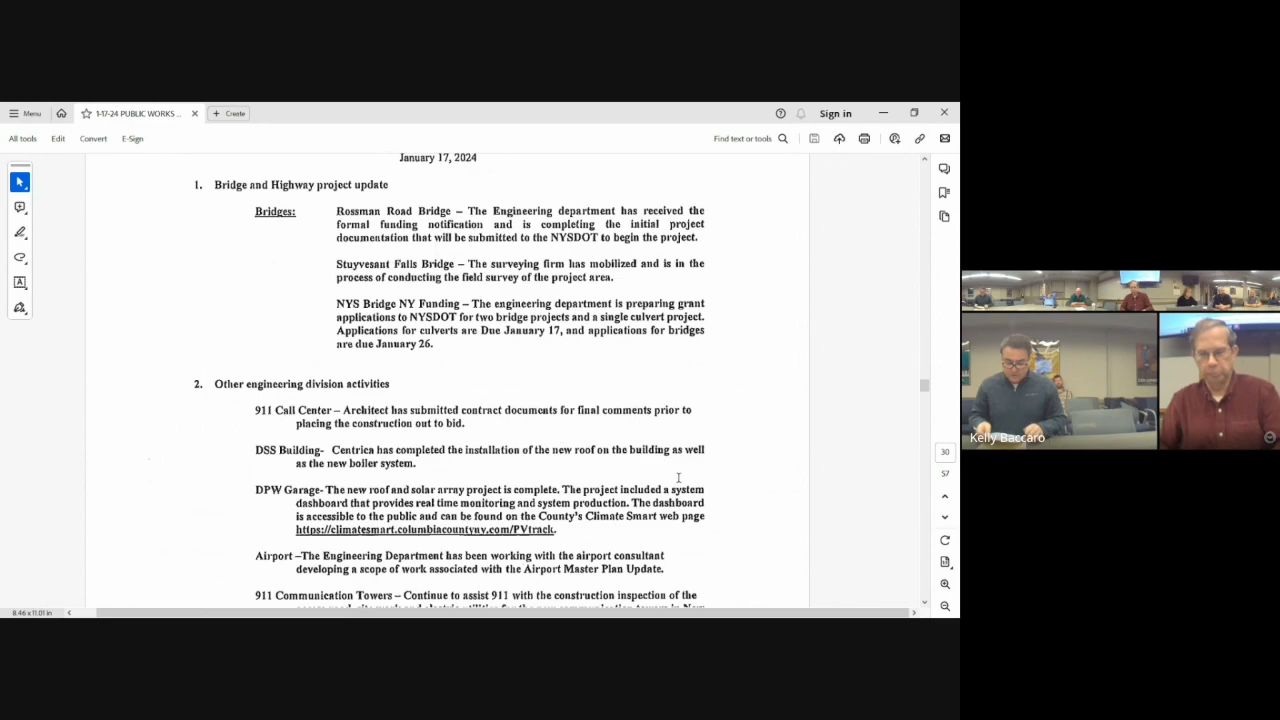 Menu
1-17-24 PUBLIC WORKS ...
Create
Sign in
All tools
Edit
Convert
E-Sign
Find text or tools
January 17, 2024
1. Bridge and Highway project update
Bridges: Rossman Road Bridge – The Engineering department has received the
formal funding notification and is completing the initial project
documentation that will be submitted to the NYSDOT to begin the project.
Stuyvesant Falls Bridge – The surveying firm has mobilized and is in the
process of conducting the field survey of the project area.
NYS Bridge NY Funding – The engineering department is preparing grant
applications to NYSDOT for two bridge projects and a single culvert project.
Applications for culverts are Due January 17, and applications for bridges
are due January 26.
2. Other engineering division activities
911 Call Center – Architect has submitted contract documents for final comments prior to
placing the construction out to bid.
DSS Building- Centrica has completed the installation of the new roof on the building as well
as the new boiler system.
DPW Garage- The new roof and solar array project is complete. The project included a system
dashboard that provides real time monitoring and system production. The dashboard
is accessible to the public and can be found on the County's Climate Smart web page
https://climatesmart.columbiacountyny.com/PVtrack.
Airport –The Engineering Department has been working with the airport consultant
developing a scope of work associated with the Airport Master Plan Update.
911 Communication Towers – Continue to assist 911 with the construction inspection of the
30
57
8.46 x 11.01 in
Kelly Baccaro